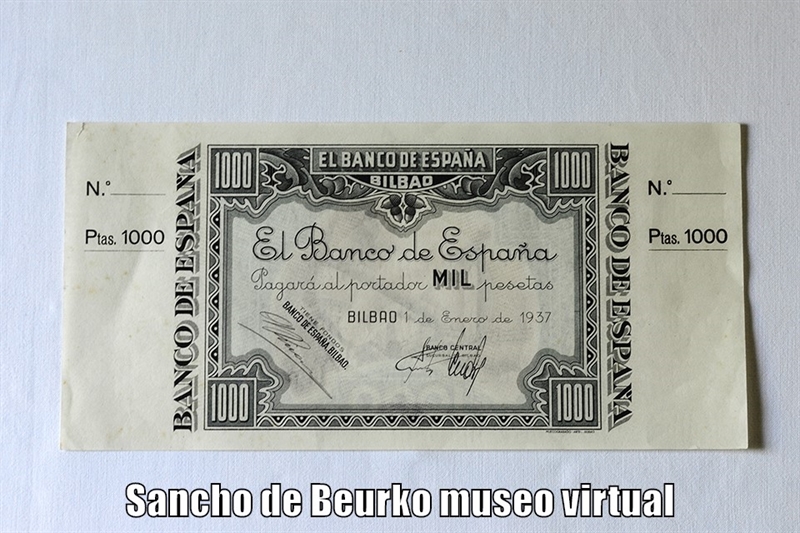 1000
EL BANCO DE ESPAÑA
BILBAO
1000
BANCO DE ESPAÑA
BANCO DE ESPAÑA
N.º
Ptas. 1000
N.º
Ptas. 1000
El Banco de España
Pagará al portador MIL pesetas
BILBAO 1 de Enero de 1937
TIENE FONDOS
BANCO DE ESPAÑA. BILBAO.
BANCO CENTRAL
1000
1000
Sancho de Beurko museo virtual